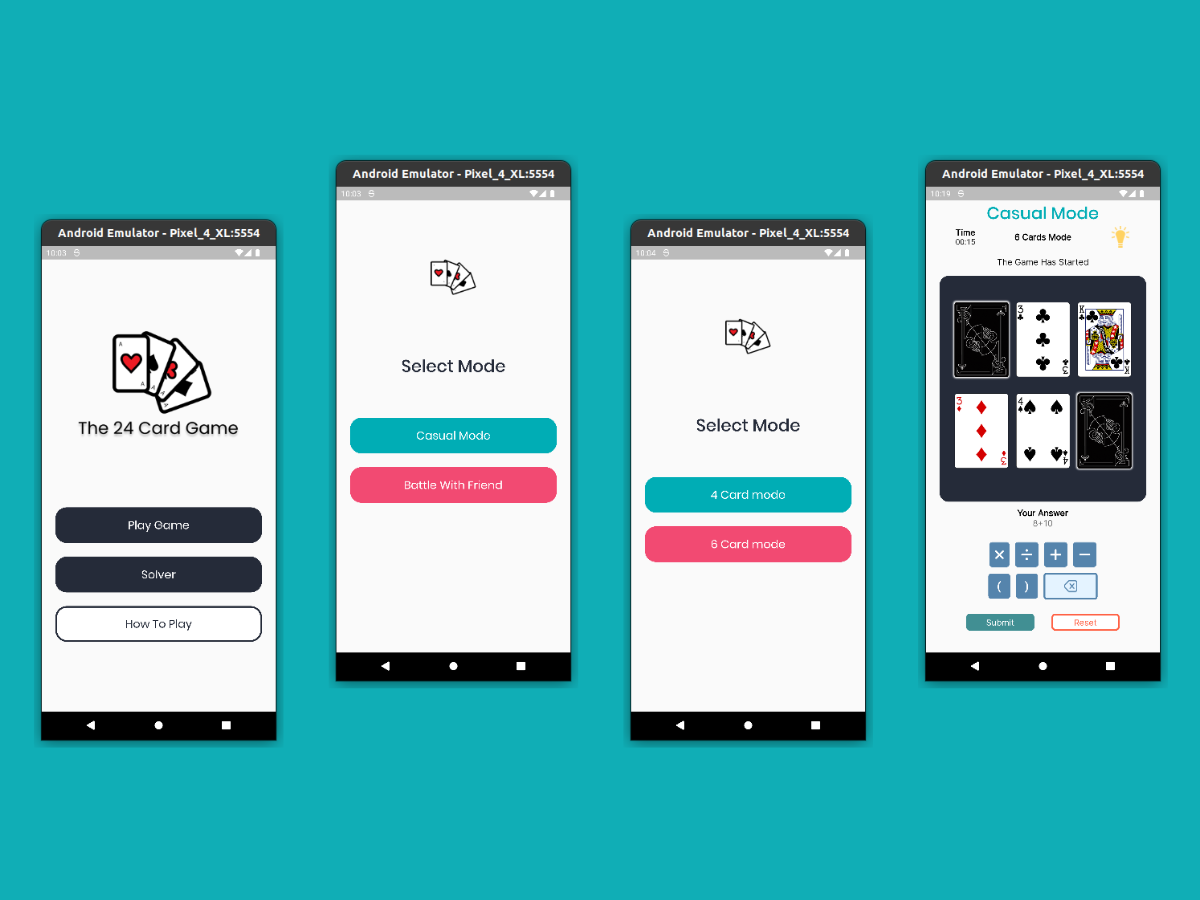 Android Emulator - Pixel_4_XL:5554
10:03
The 24 Card Game
Play Game
Solver
How To Play
Android Emulator - Pixel_4_XL:5554
10:03
Select Mode
Casual Modo
Battle With Friend
Android Emulator - Pixel_4_XL:5554
10:04
Select Mode
4 Card modo
6 Card mode
Android Emulator - Pixel_4_XL:5554
10:19
Casual Mode
Time
00:15
6 Cards Mode
The Game Has Started
3 K
3 K
3 4
3 4
Your Answer
8+10
× ÷ + −
( )
Submit Reset